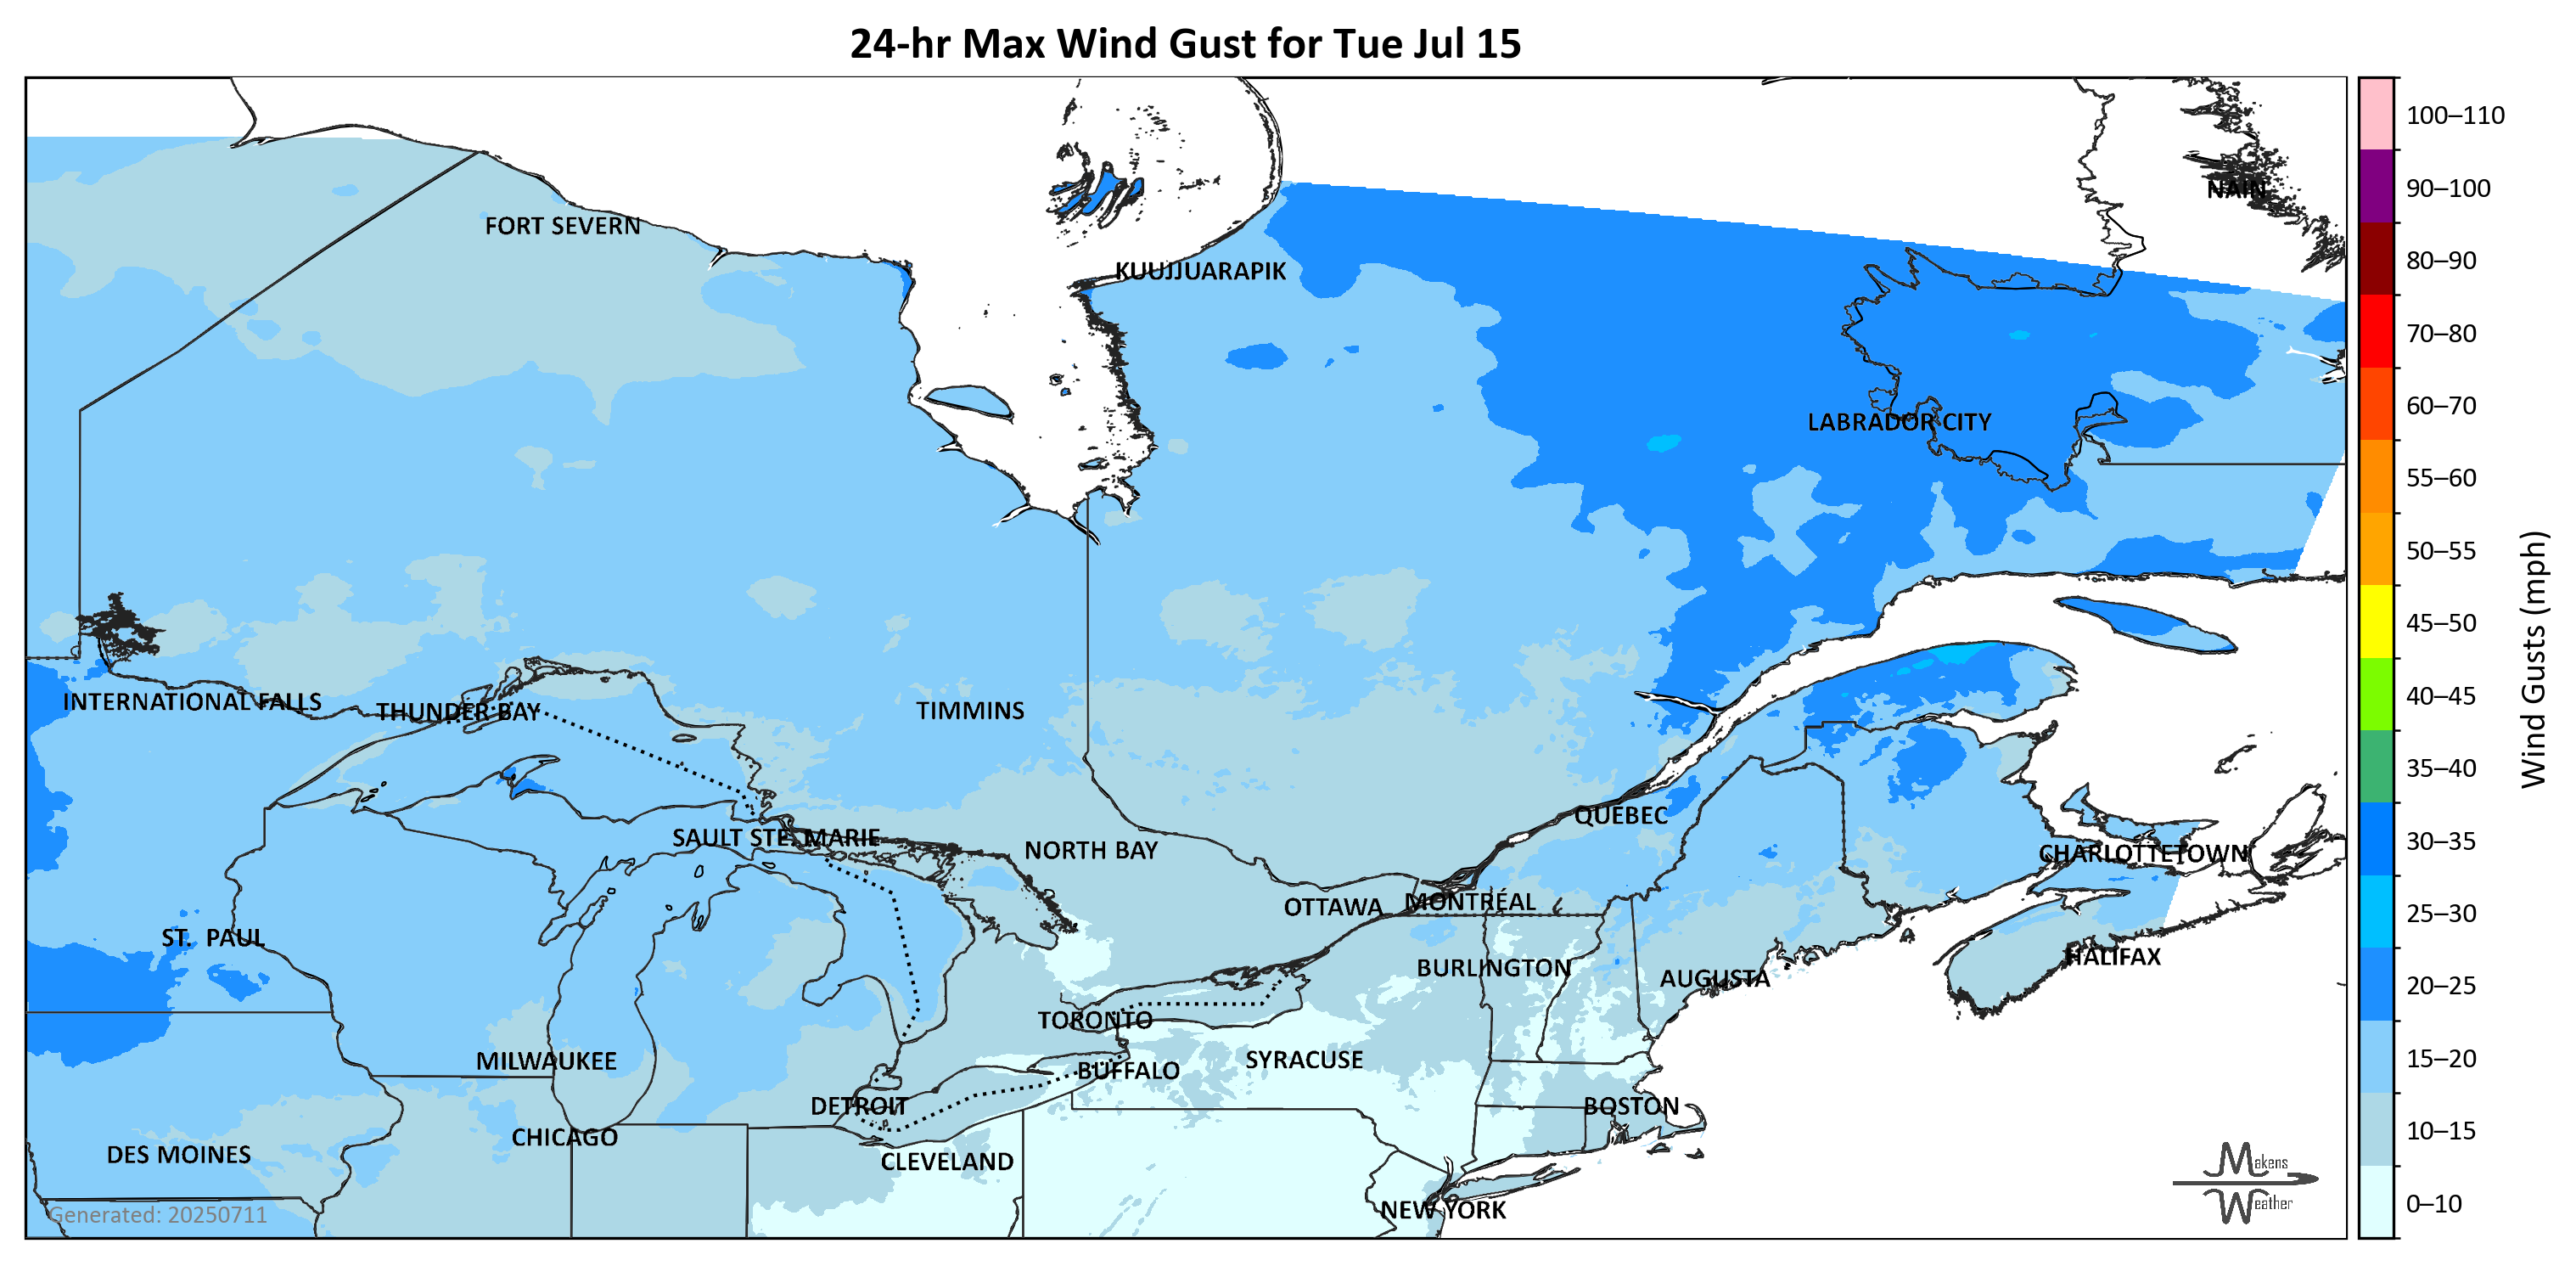 24-hr Max Wind Gust for Tue Jul 15
100–110
90–100
NAIN
FORT SEVERN
80–90
KUUJJUARAPIK
70–80
60–70
LABRADOR CITY
55–60
50–55
45–50
Wind Gusts (mph)
40–45
INTERNATIONAL FALLS
THUNDER BAY
TIMMINS
35–40
QUÉBEC
30–35
SAULT STE. MARIE
NORTH BAY
CHARLOTTETOWN
MONTRÉAL
OTTAWA
25–30
ST. PAUL
HALIFAX
BURLINGTON
AUGUSTA
20–25
TORONTO
MILWAUKEE
SYRACUSE
15–20
BUFFALO
DETROIT
BOSTON
10–15
CHICAGO
DES MOINES
CLEVELAND
Makens
Weather
0–10
NEW YORK
Generated: 20250711